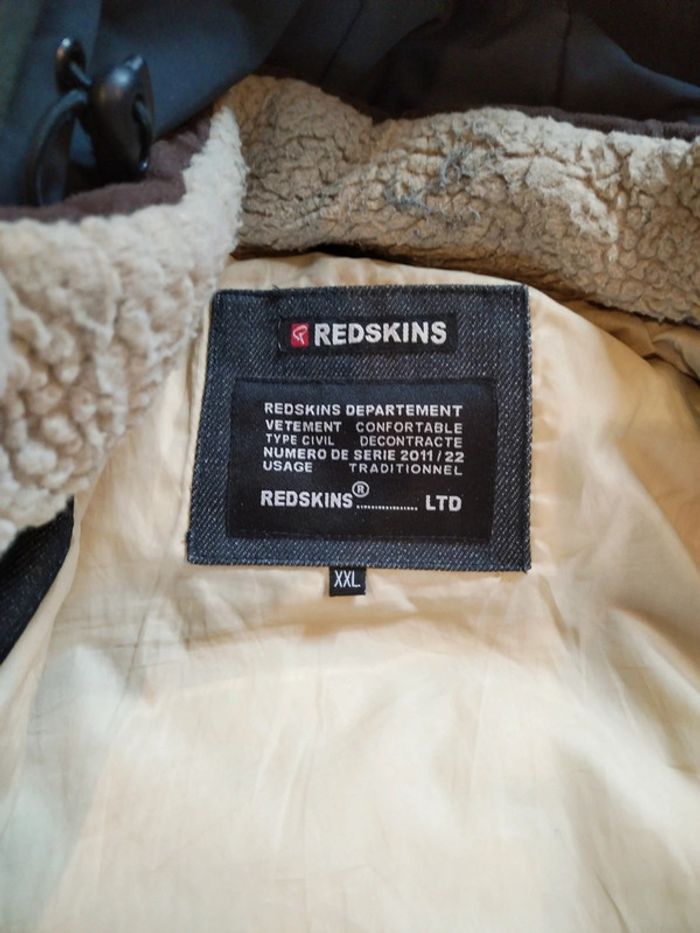 REDSKINS
REDSKINS DEPARTEMENT
VETEMENT CONFORTABLE
TYPE CIVIL DECONTRACTE
NUMERO DE SERIE 2011/22
USAGE TRADITIONNEL
REDSKINS®................ LTD
XXL